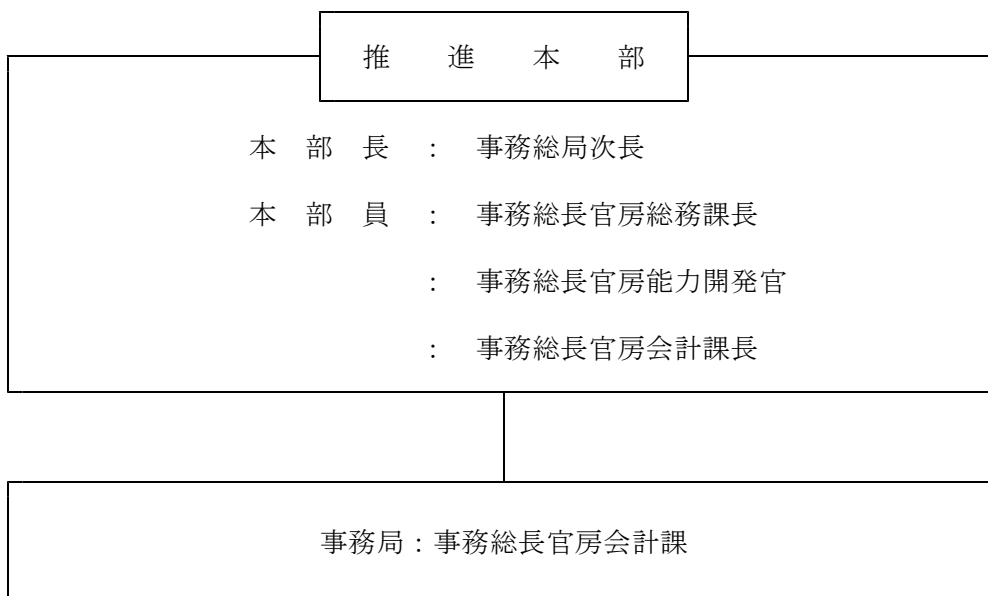 推　進　本　部
本　部　長　：　事務総局次長
本　部　員　：　事務総長官房総務課長
：　事務総長官房能力開発官
：　事務総長官房会計課長
事務局：事務総長官房会計課